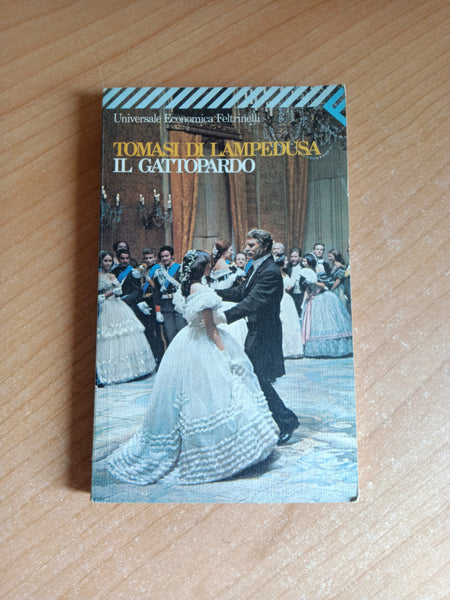 Universale Economica Feltrinelli
TOMASI DI LAMPEDUSA
IL GATTOPARDO